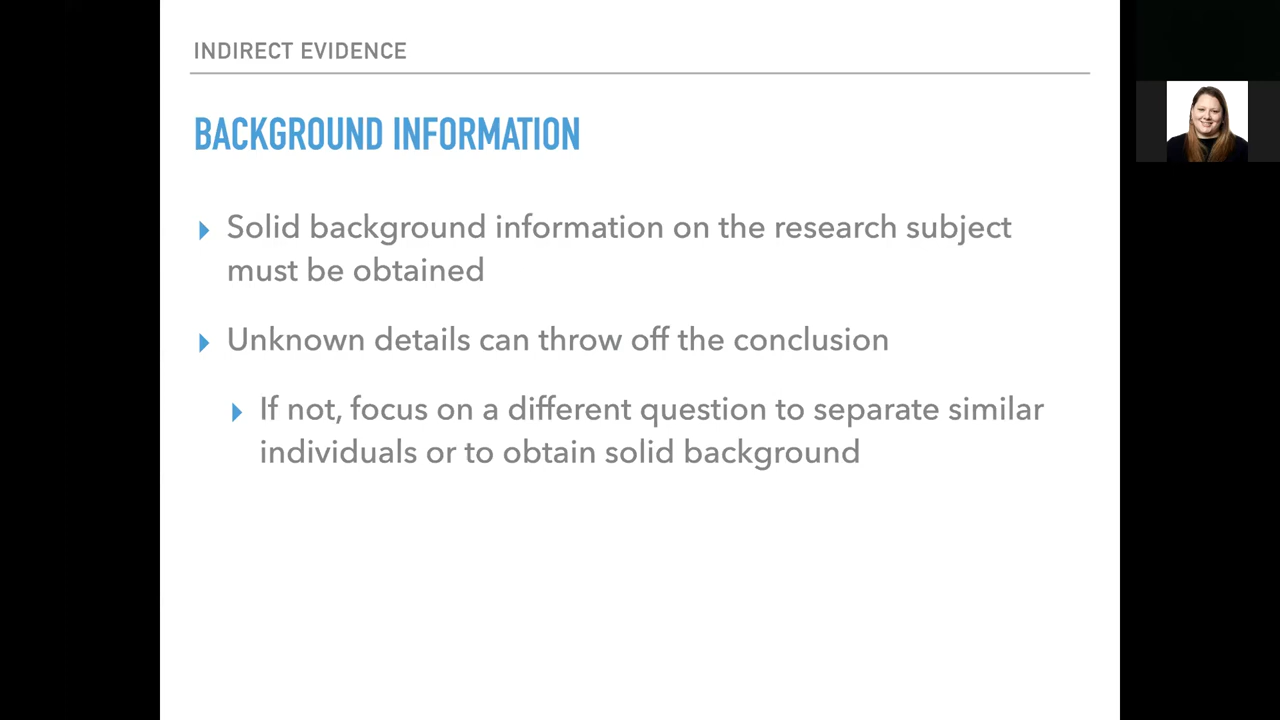 INDIRECT EVIDENCE
BACKGROUND INFORMATION
Solid background information on the research subject
must be obtained
Unknown details can throw off the conclusion
If not, focus on a different question to separate similar
individuals or to obtain solid background